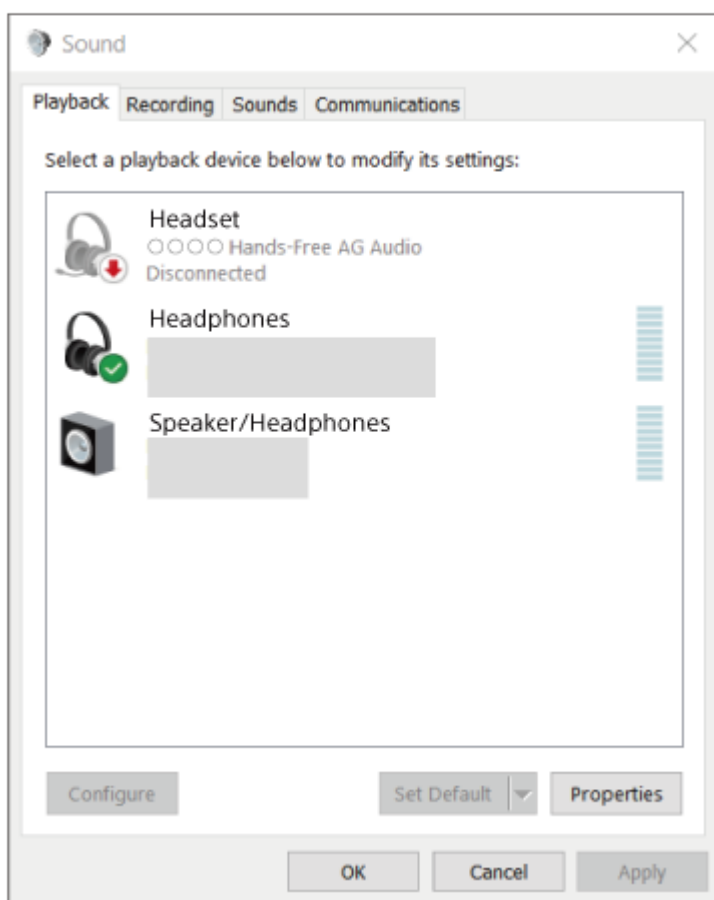 Sound
Playback Recording Sounds Communications
Select a playback device below to modify its settings:
Headset
○○○○ Hands-Free AG Audio
Disconnected
Headphones
Speaker/Headphones
Configure Set Default Properties
OK Cancel Apply